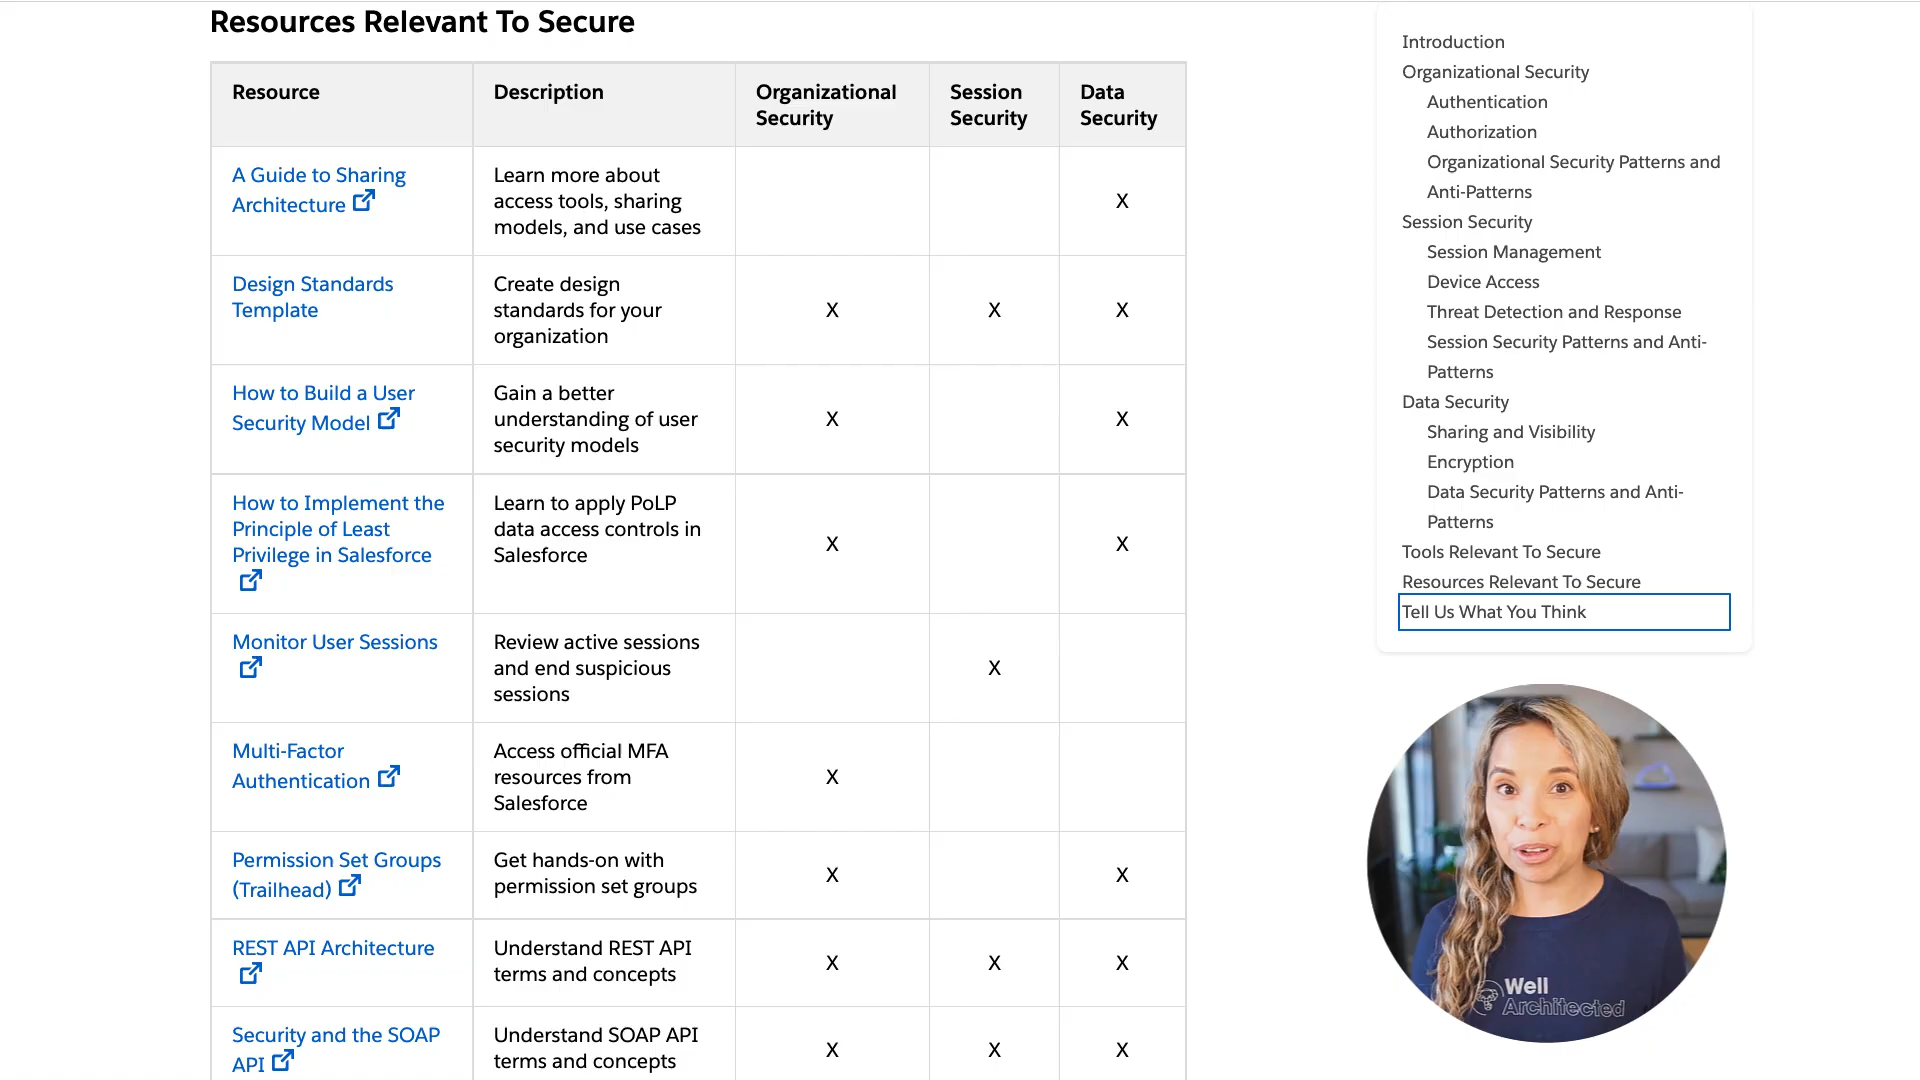 Resources Relevant To Secure
Resource
Description
Organizational
Security
Session
Security
Data
Security
A Guide to Sharing
Architecture
Learn more about
access tools, sharing
models, and use cases
X
Design Standards
Template
Create design
standards for your
organization
X
X
X
How to Build a User
Security Model
Gain a better
understanding of user
security models
X
X
How to Implement the
Principle of Least
Privilege in Salesforce
Learn to apply PoLP
data access controls in
Salesforce
X
X
Monitor User Sessions
Review active sessions
and end suspicious
sessions
X
Multi-Factor
Authentication
Access official MFA
resources from
Salesforce
X
Permission Set Groups
(Trailhead)
Get hands-on with
permission set groups
X
X
REST API Architecture
Understand REST API
terms and concepts
X
X
X
Security and the SOAP
API
Understand SOAP API
terms and concepts
X
X
X
Introduction
Organizational Security
Authentication
Authorization
Organizational Security Patterns and
Anti-Patterns
Session Security
Session Management
Device Access
Threat Detection and Response
Session Security Patterns and Anti-
Patterns
Data Security
Sharing and Visibility
Encryption
Data Security Patterns and Anti-
Patterns
Tools Relevant To Secure
Resources Relevant To Secure
Tell Us What You Think
Well
Architected